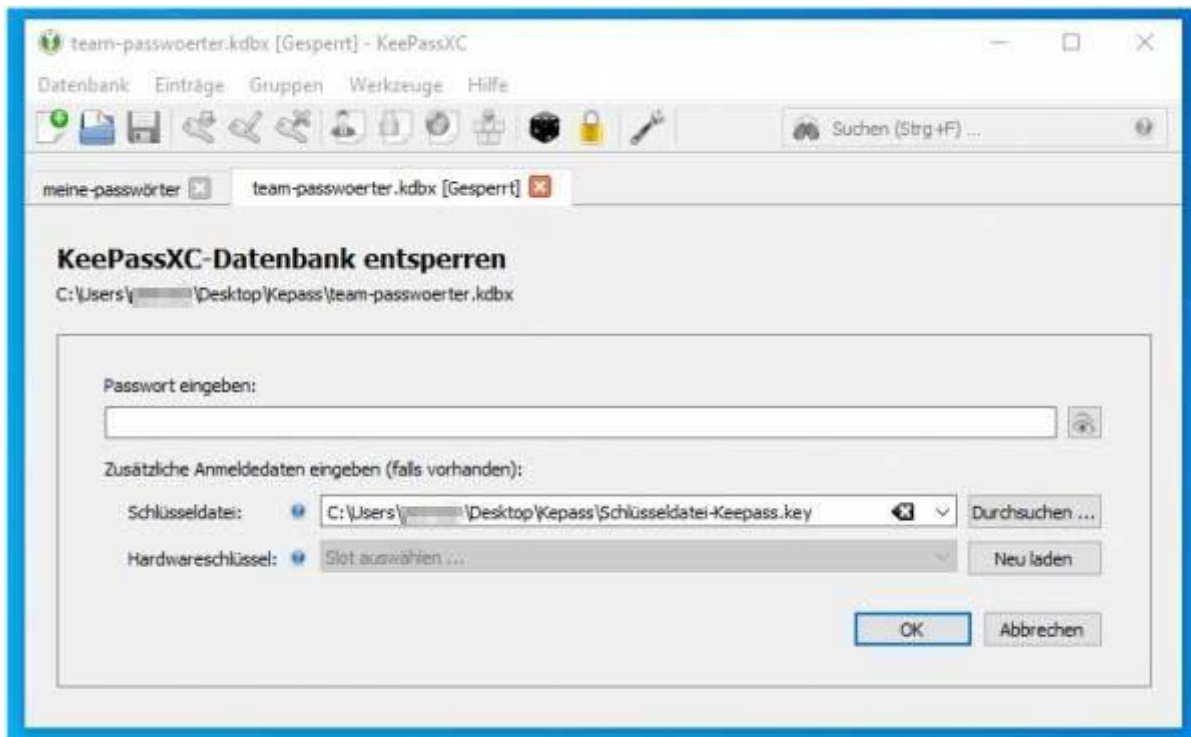 team-passwoerter.kdbx [Gesperrt] - KeePassXC
Datenbank Einträge Gruppen Werkzeuge Hilfe
Suchen (Strg+F) ...
meine-passwörter team-passwoerter.kdbx [Gesperrt]
KeePassXC-Datenbank entsperren
C:\Users\ \Desktop\Kepass\team-passwoerter.kdbx
Passwort eingeben:
Zusätzliche Anmeldedaten eingeben (falls vorhanden):
Schlüsseldatei: C:\Users\ \Desktop\Kepass\Schlüsseldatei-Keepass.key Durchsuchen ...
Hardwareschlüssel: Slot auswählen ... Neu laden
OK Abbrechen